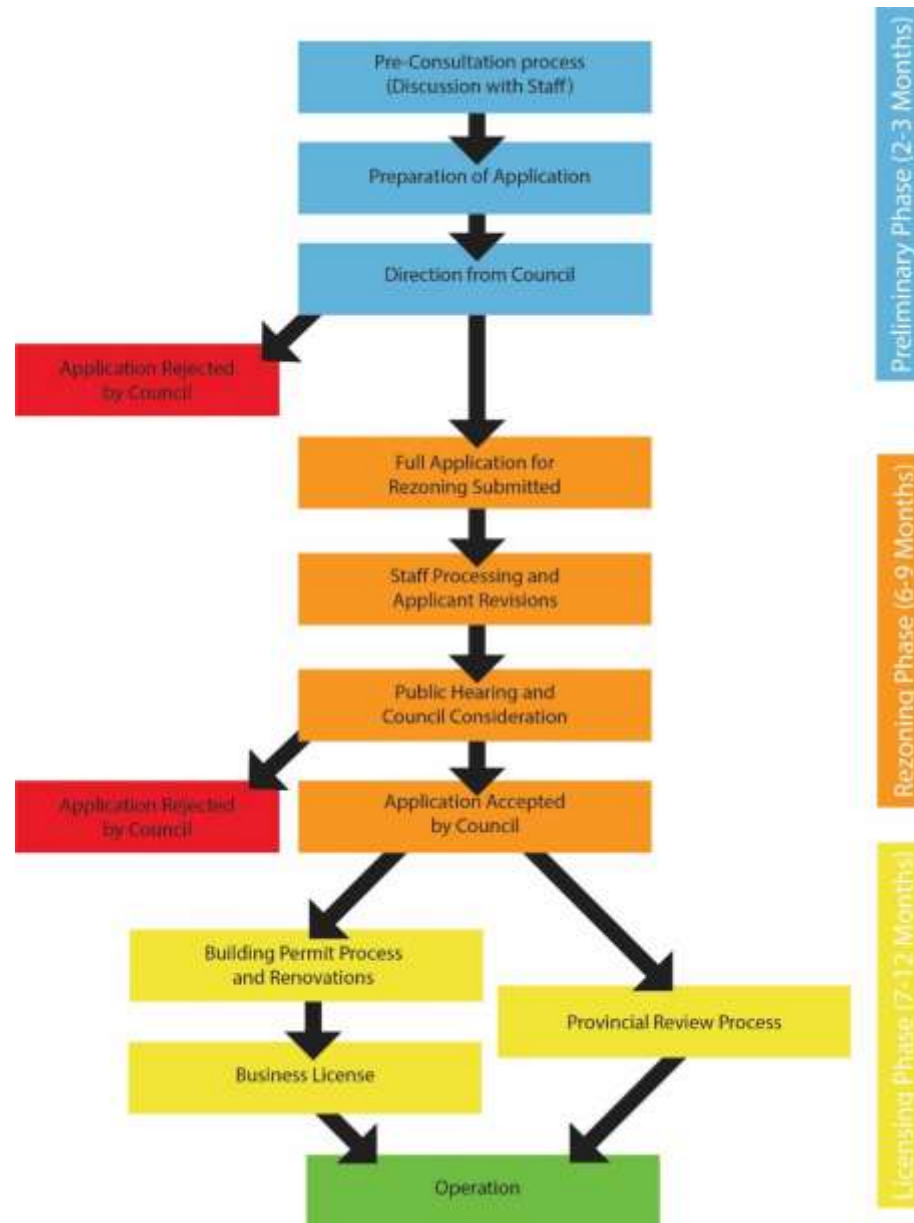 Pre-Consultation process
(Discussion with Staff)
Preparation of Application
Direction from Council
Application Rejected
by Council
Full Application for
Rezoning Submitted
Staff Processing and
Applicant Revisions
Public Hearing and
Council Consideration
Application Rejected
by Council
Application Accepted
by Council
Building Permit Process
and Renovations
Provincial Review Process
Business License
Operation
Preliminary Phase (2-3 Months)
Rezoning Phase (6-9 Months)
Licensing Phase (7-12 Months)